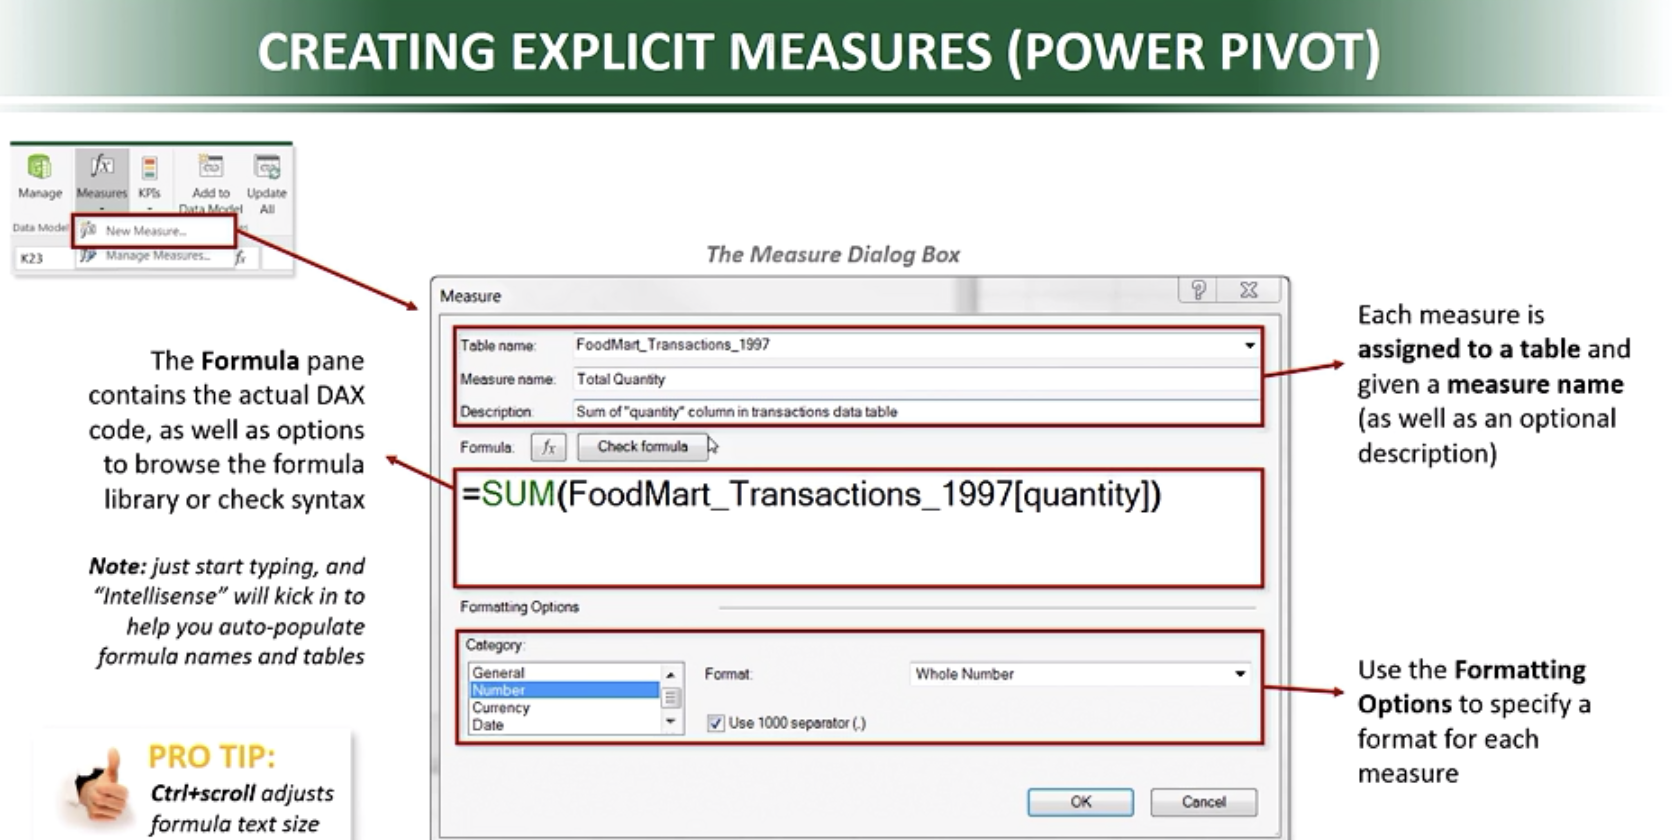 CREATING EXPLICIT MEASURES (POWER PIVOT)
Manage
Measures
KPIs
Add to
Data Model
Update
All
Data Model
New Measure...
K23
Manage Measures...
fx
The Measure Dialog Box
Measure
Table name:
FoodMart_Transactions_1997
Measure name:
Total Quantity
Description:
Sum of "quantity" column in transactions data table
Formula:
fx
Check formula
=SUM(FoodMart_Transactions_1997[quantity])
Formatting Options
Category:
General
Number
Currency
Date
Format:
Whole Number
Use 1000 separator (,)
OK
Cancel
The Formula pane
contains the actual DAX
code, as well as options
to browse the formula
library or check syntax
Note: just start typing, and
“Intellisense” will kick in to
help you auto-populate
formula names and tables
PRO TIP:
Ctrl+scroll adjusts
formula text size
Each measure is
assigned to a table and
given a measure name
(as well as an optional
description)
Use the Formatting
Options to specify a
format for each
measure